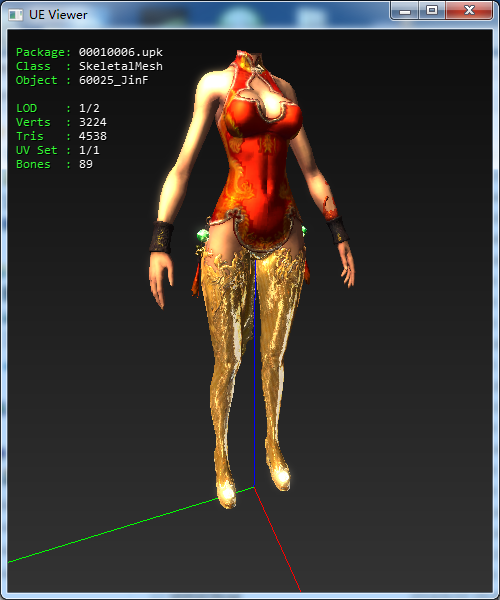 UE Viewer
Package: 00010006.upk
Class : SkeletalMesh
Object : 60025_JinF
LOD : 1/2
Verts : 3224
Tris : 4538
UV Set : 1/1
Bones : 89